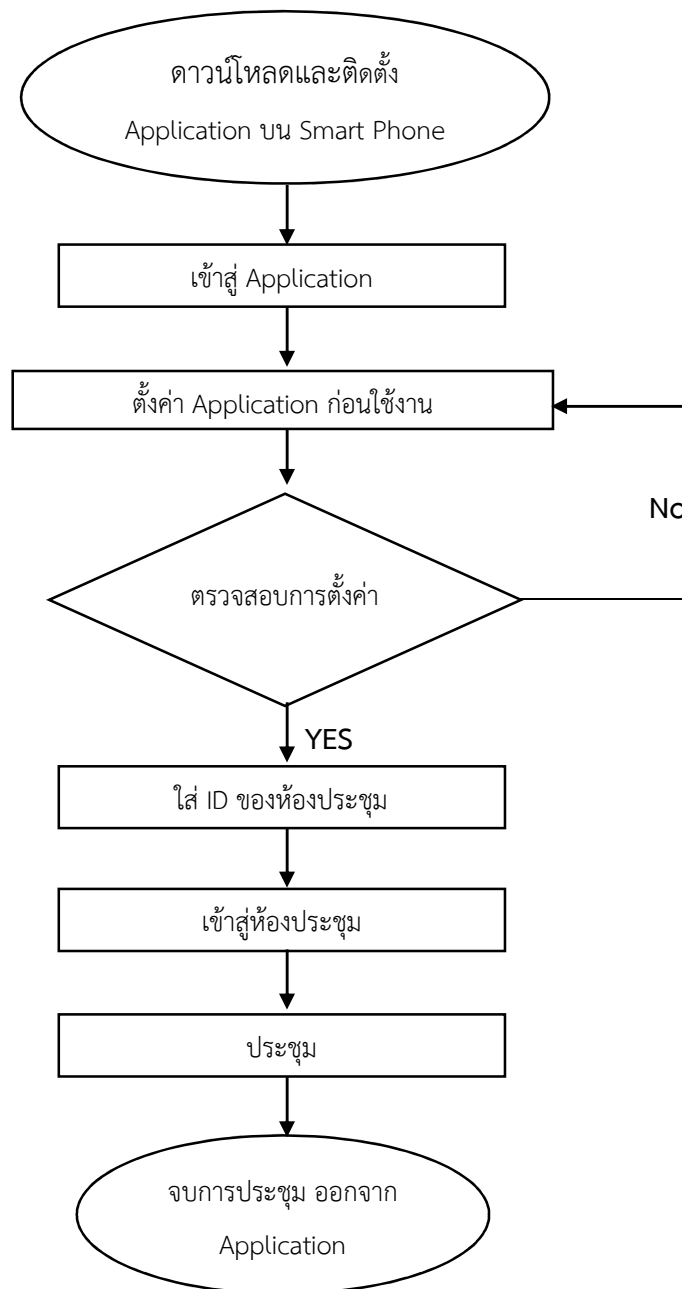 ดาวน์โหลดและติดตั้ง
Application บน Smart Phone
เข้าสู่ Application
ตั้งค่า Application ก่อนใช้งาน
No
ตรวจสอบการตั้งค่า
YES
ใส่ ID ของห้องประชุม
เข้าสู่ห้องประชุม
ประชุม
จบการประชุม ออกจาก
Application